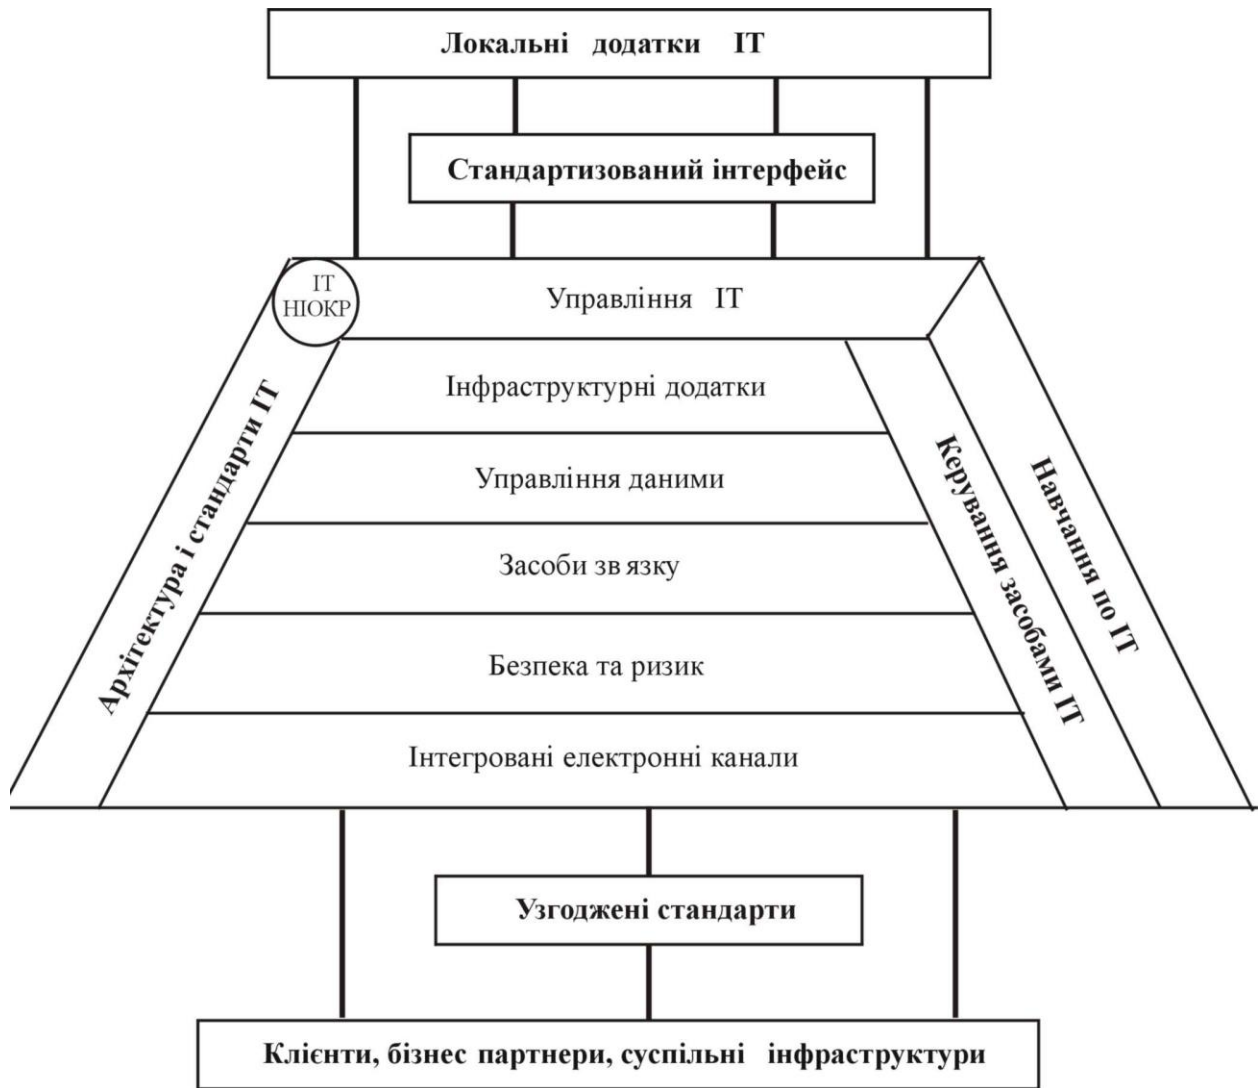 Локальні додатки ІТ
Стандартизований інтерфейс
ІТ
НІОКР
Управління ІТ
Інфраструктурні додатки
Управління даними
Засоби зв язку
Безпека та ризик
Інтегровані електронні канали
Архітектура і стандарти ІТ
Керування засобами ІТ
Навчання по ІТ
Узгоджені стандарти
Клієнти, бізнес партнери, суспільні інфраструктури